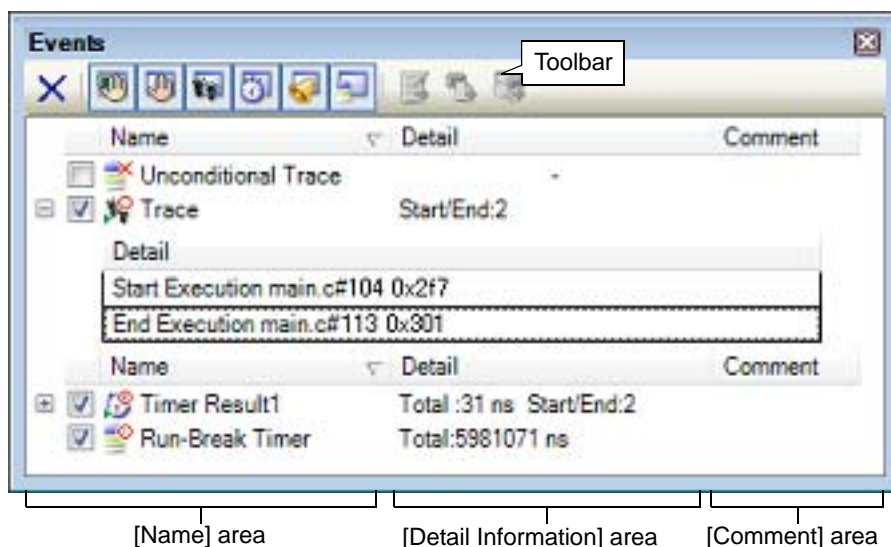 Events
Toolbar
Name Detail Comment
Unconditional Trace -
Trace Start/End:2
Detail
Start Execution main.c#104 0x2f7
End Execution main.c#113 0x301
Name Detail Comment
Timer Result1 Total :31 ns Start/End:2
Run-Break Timer Total:5981071 ns
[Name] area [Detail Information] area [Comment] area